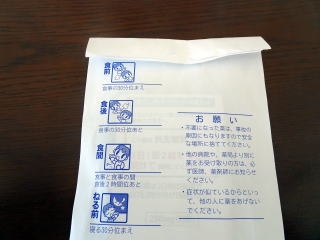 食前
食事の30分位まえ
食後
食事の30分位あと
食間
食事と食事の間
食後2時間位あと
ねる前
寝る30分位まえ
お願い
・不要になった薬は、事故の
原因にもなりますので安全
な場所に捨ててください。
・他の病院や、薬局より別に
薬をお受け取りの方は、必
ず医師、薬剤師にお知らせ
ください。
・症状が似ているからといっ
て、他の人に薬をあげない
でください。